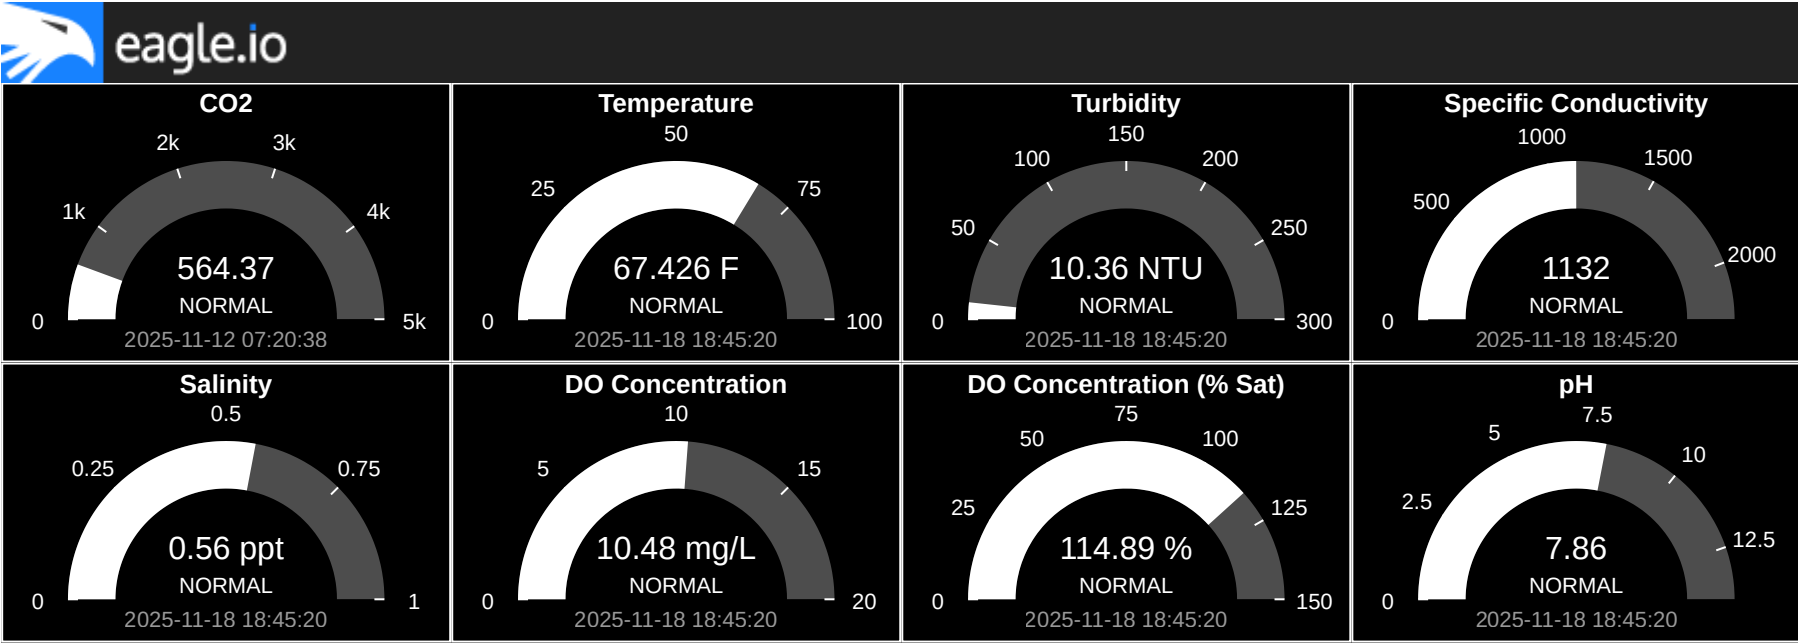 eagle.io
CO2
2k
3k
1k
4k
564.37
NORMAL
0
5k
2025-11-12 07:20:38
Temperature
50
25
75
67.426 F
NORMAL
0
100
2025-11-18 18:45:20
Turbidity
150
100
200
50
250
10.36 NTU
NORMAL
0
300
2025-11-18 18:45:20
Specific Conductivity
1000
1500
500
2000
1132
NORMAL
0
2025-11-18 18:45:20
Salinity
0.5
0.25
0.75
0.56 ppt
NORMAL
0
1
2025-11-18 18:45:20
DO Concentration
10
5
15
10.48 mg/L
NORMAL
0
20
2025-11-18 18:45:20
DO Concentration (% Sat)
75
50
100
25
125
114.89 %
NORMAL
0
150
2025-11-18 18:45:20
pH
7.5
5
10
2.5
12.5
7.86
NORMAL
0
2025-11-18 18:45:20